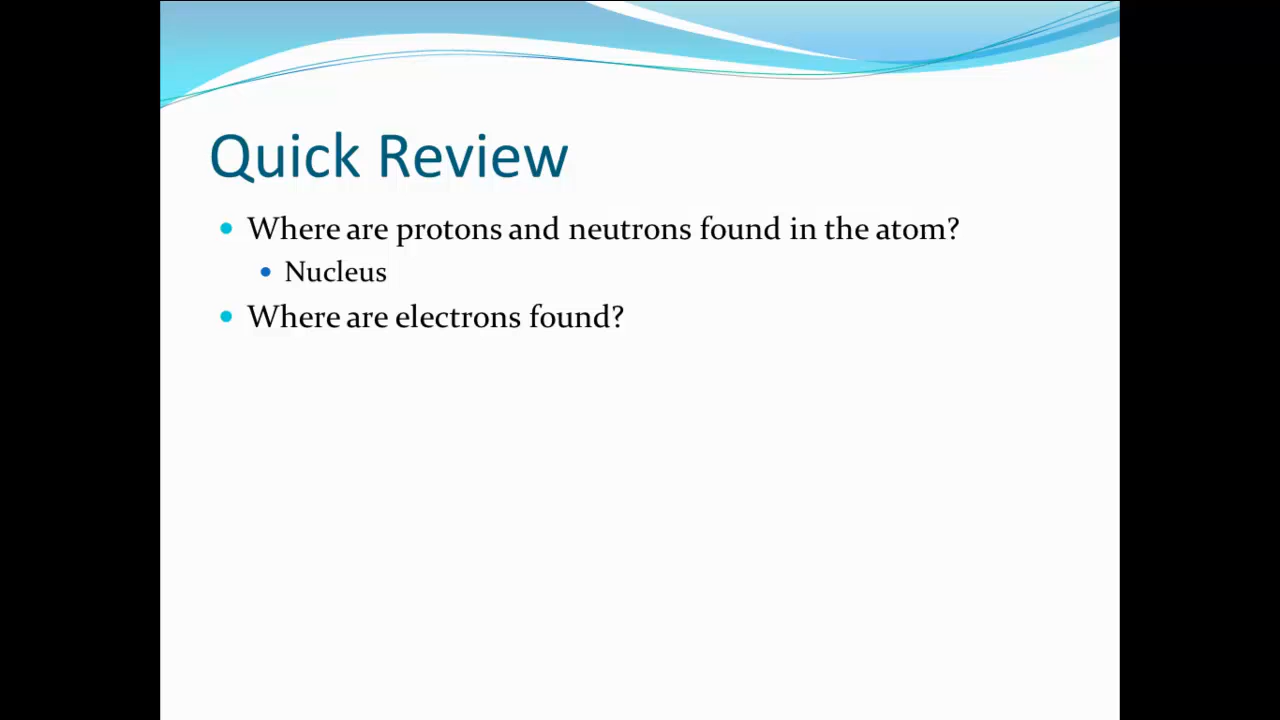 Quick Review
Where are protons and neutrons found in the atom?
Nucleus
Where are electrons found?